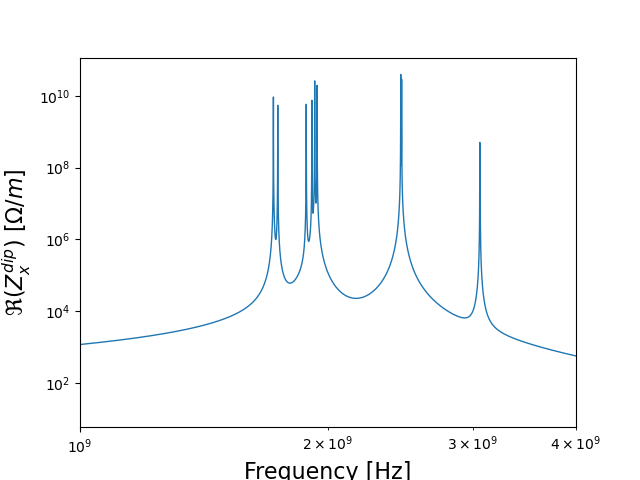 ℜ(Z_x^{dip}) [Ω/m]
10^{10}
10^8
10^6
10^4
10^2
10^9
2 × 10^9
3 × 10^9
4 × 10^9
Frequency [Hz]